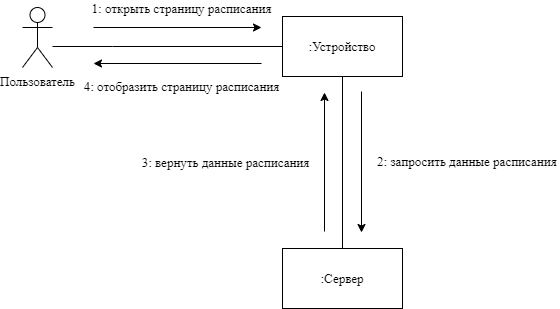 1: открыть страницу расписания
:Устройство
Пользователь
4: отобразить страницу расписания
3: вернуть данные расписания
2: запросить данные расписания
:Сервер